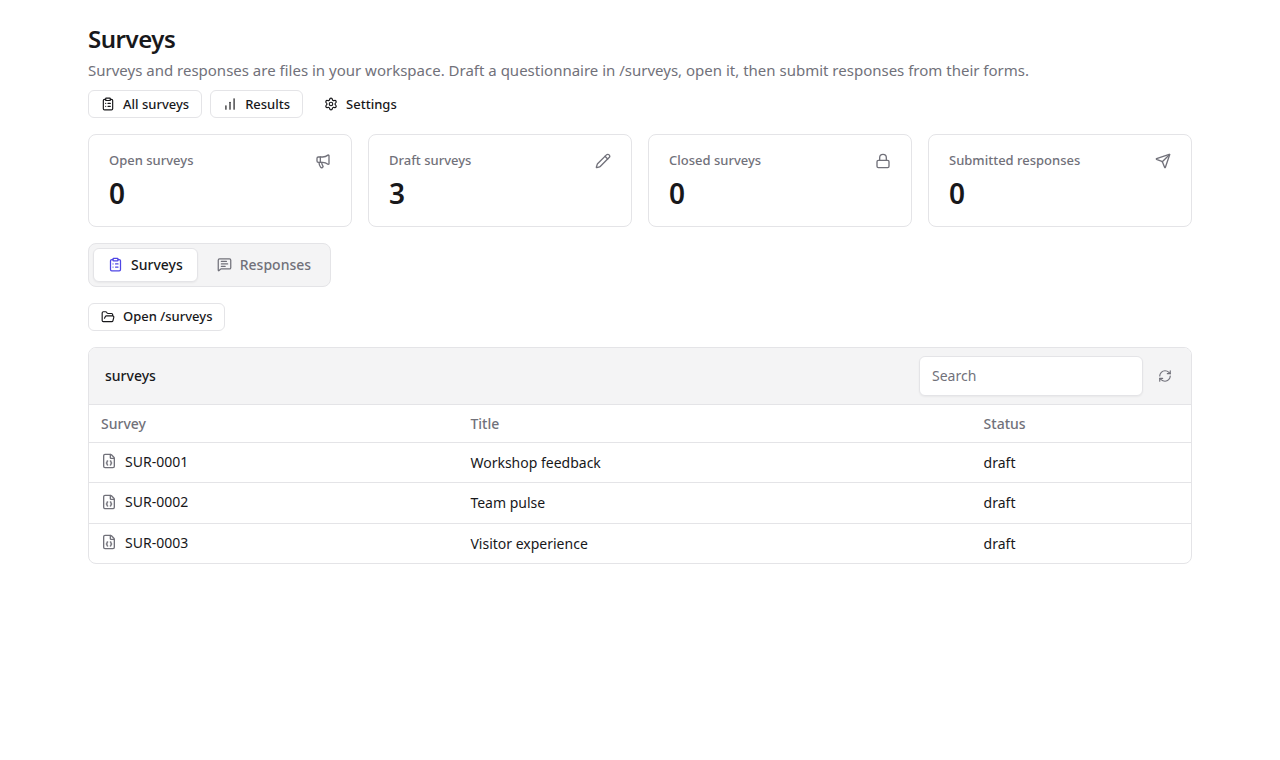 Surveys
Surveys and responses are files in your workspace. Draft a questionnaire in /surveys, open it, then submit responses from their forms.
All surveys Results Settings
Open surveys Draft surveys Closed surveys Submitted responses
0 3 0 0
Surveys Responses
Open /surveys
surveys Search
Survey Title Status
SUR-0001 Workshop feedback draft
SUR-0002 Team pulse draft
SUR-0003 Visitor experience draft